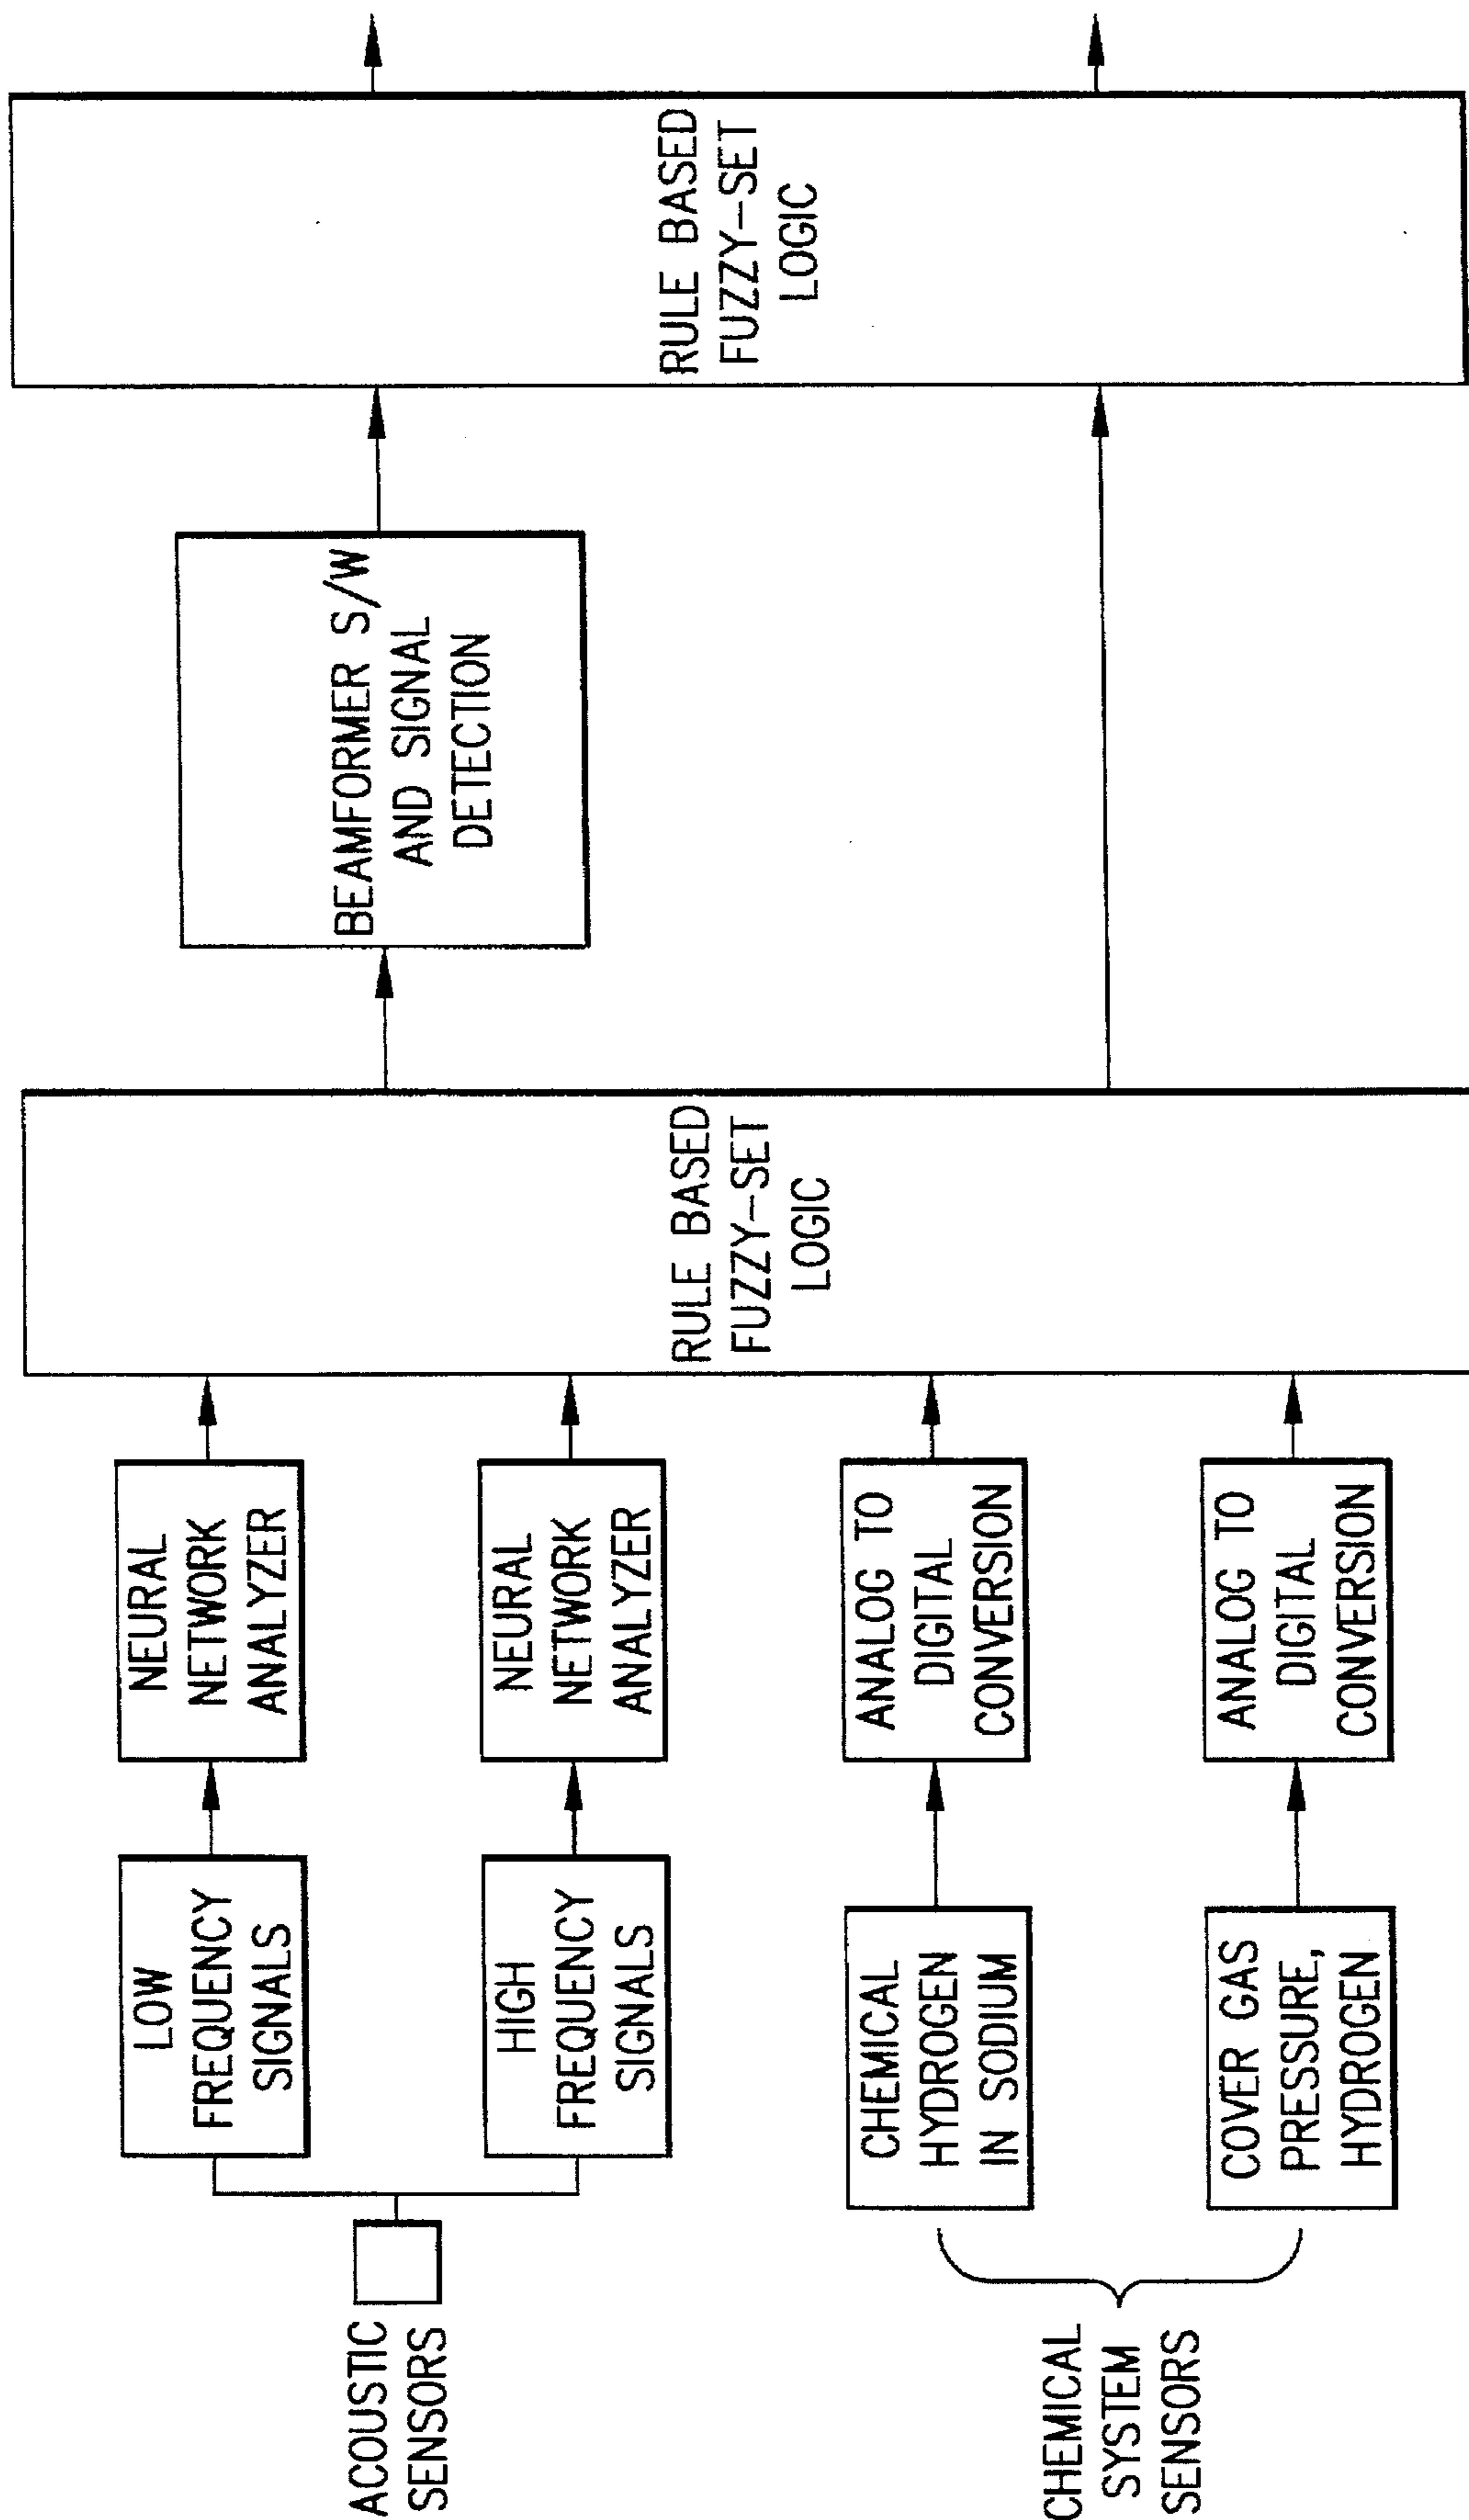 ACOUSTIC
SENSORS
LOW
FREQUENCY
SIGNALS
NEURAL
NETWORK
ANALYZER
HIGH
FREQUENCY
SIGNALS
NEURAL
NETWORK
ANALYZER
CHEMICAL
SYSTEM
SENSORS
CHEMICAL
HYDROGEN
IN SODIUM
ANALOG TO
DIGITAL
CONVERSION
COVER GAS
PRESSURE,
HYDROGEN
ANALOG TO
DIGITAL
CONVERSION
RULE BASED
FUZZY-SET
LOGIC
BEAMFORMER S/W
AND SIGNAL
DETECTION
RULE BASED
FUZZY-SET
LOGIC